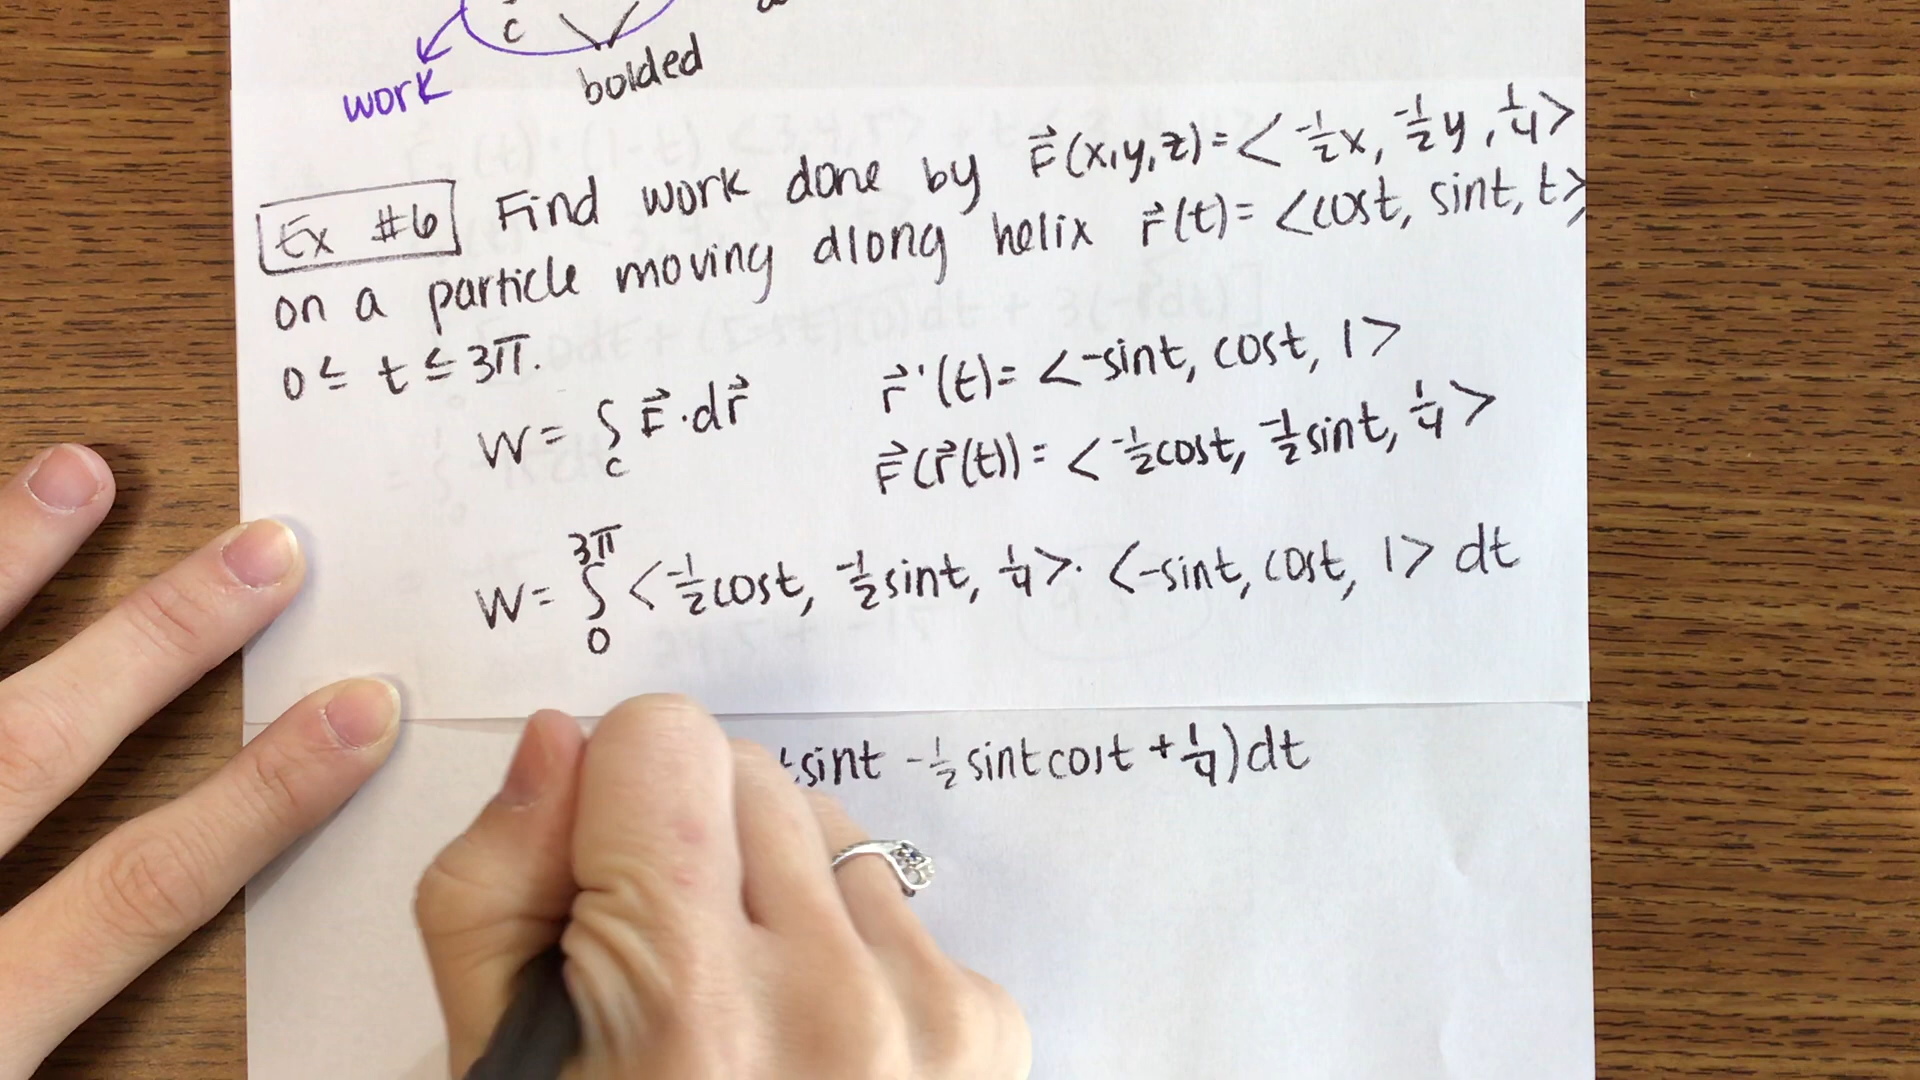 c
work
bolded
Ex #6 Find work done by F⃗(x,y,z)=<-1/2x, -1/2y, 1/4>
on a particle moving along helix r⃗(t)= <cost, sint, t>,
0 ≤ t ≤ 3π.
r⃗'(t)= <-sint, cost, 1>
W= ∫c F⃗·dr⃗
F⃗(r⃗(t))= <-1/2cost, -1/2sint, 1/4>
W= ∫0 3π <-1/2cost, -1/2sint, 1/4>· <-sint, cost, 1> dt
sint -1/2sintcost +1/4)dt